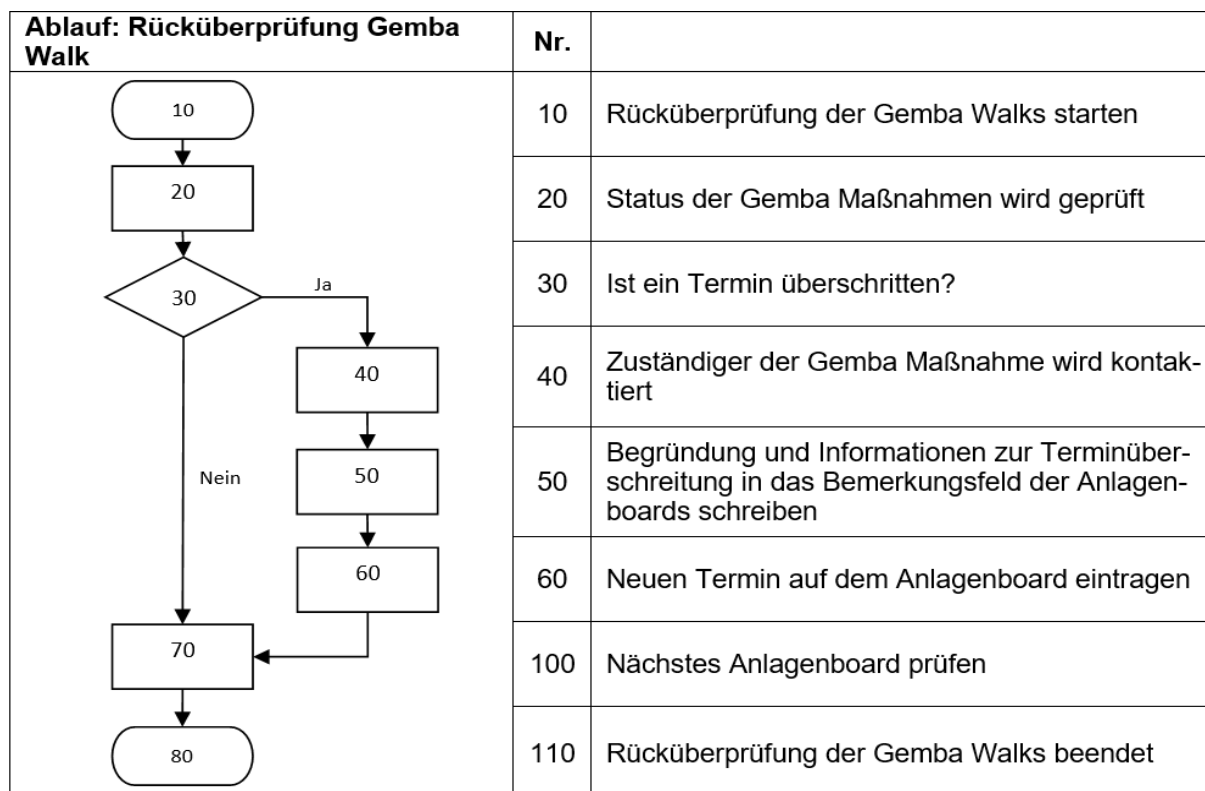 Ablauf: Rücküberprüfung Gemba
Walk
Nr.
10
10
Rücküberprüfung der Gemba Walks starten
20
20
Status der Gemba Maßnahmen wird geprüft
30
Ja
30
Ist ein Termin überschritten?
40
40
Zuständiger der Gemba Maßnahme wird kontak-
tiert
Nein
50
50
Begründung und Informationen zur Terminüber-
schreitung in das Bemerkungsfeld der Anlagen-
boards schreiben
60
60
Neuen Termin auf dem Anlagenboard eintragen
70
100
Nächstes Anlagenboard prüfen
80
110
Rücküberprüfung der Gemba Walks beendet